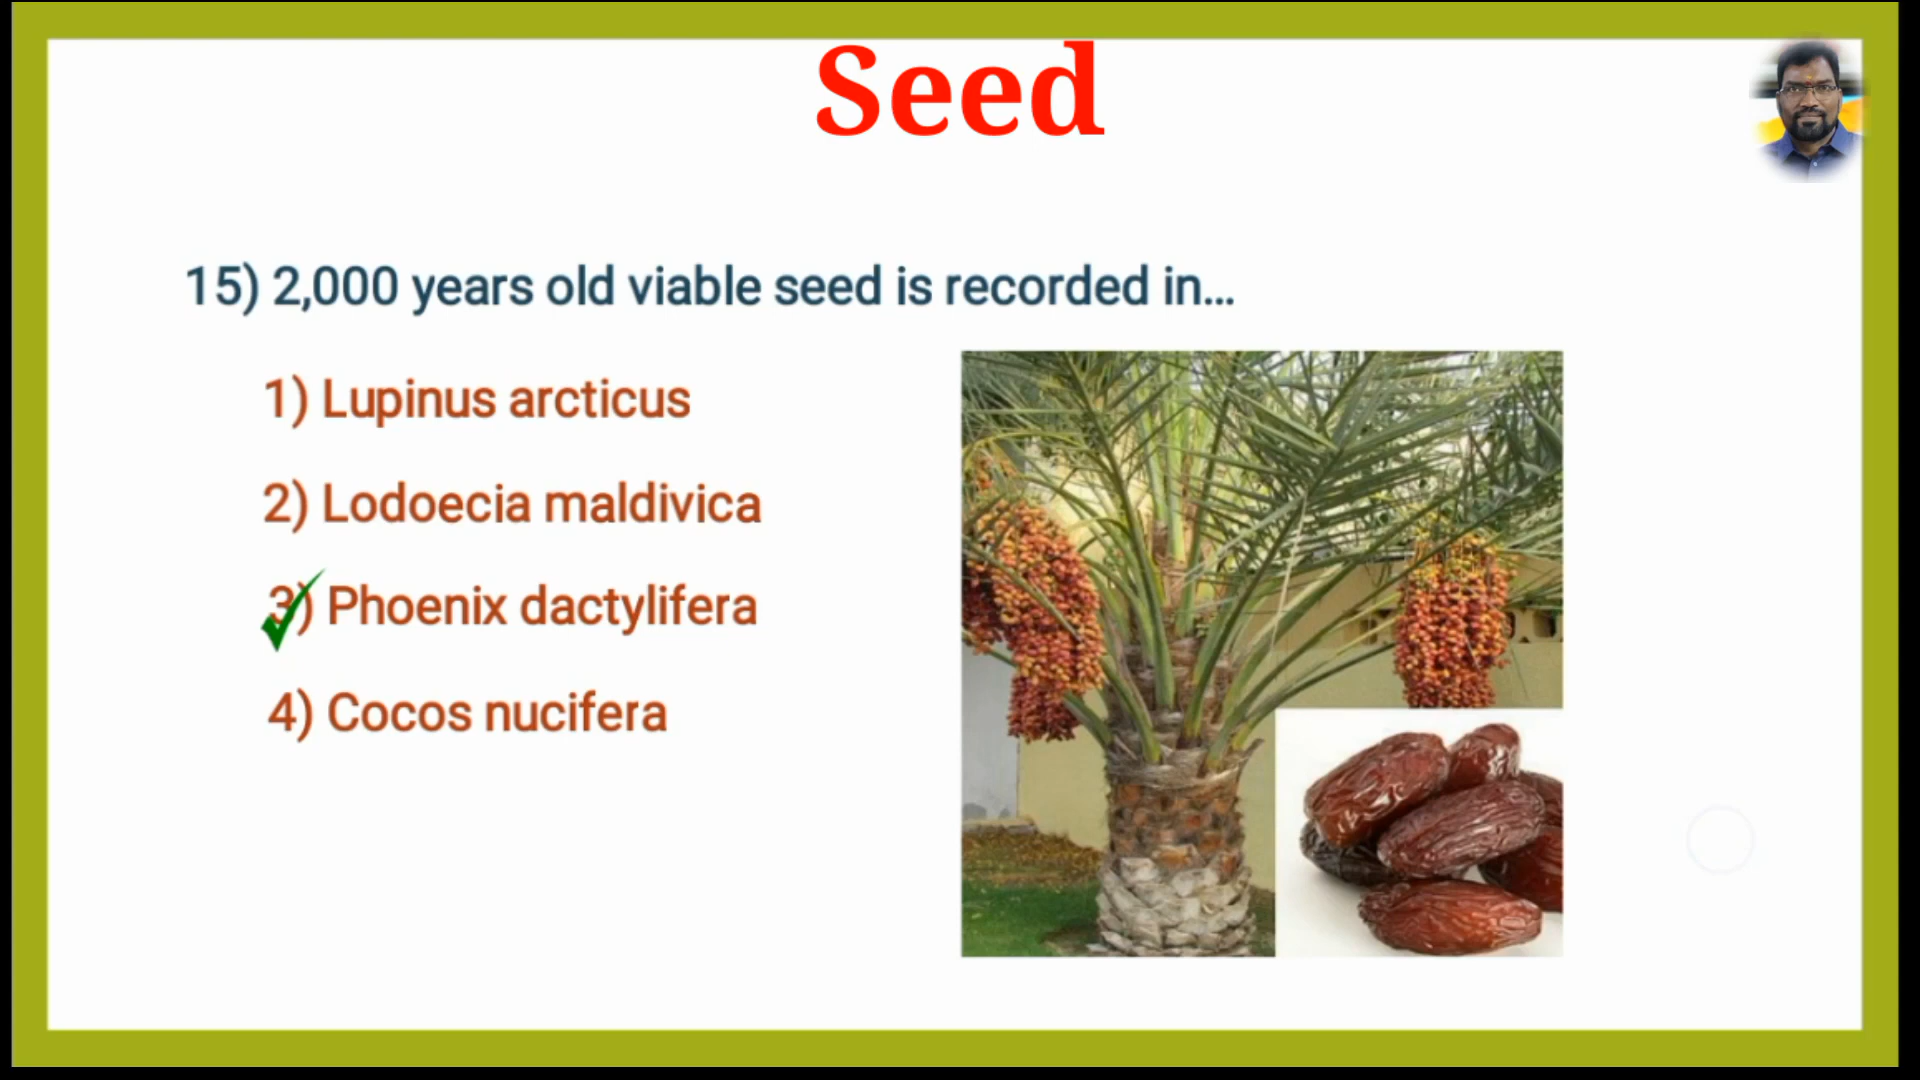 Seed
15) 2,000 years old viable seed is recorded in...
1) Lupinus arcticus
2) Lodoecia maldivica
3) Phoenix dactylifera
4) Cocos nucifera